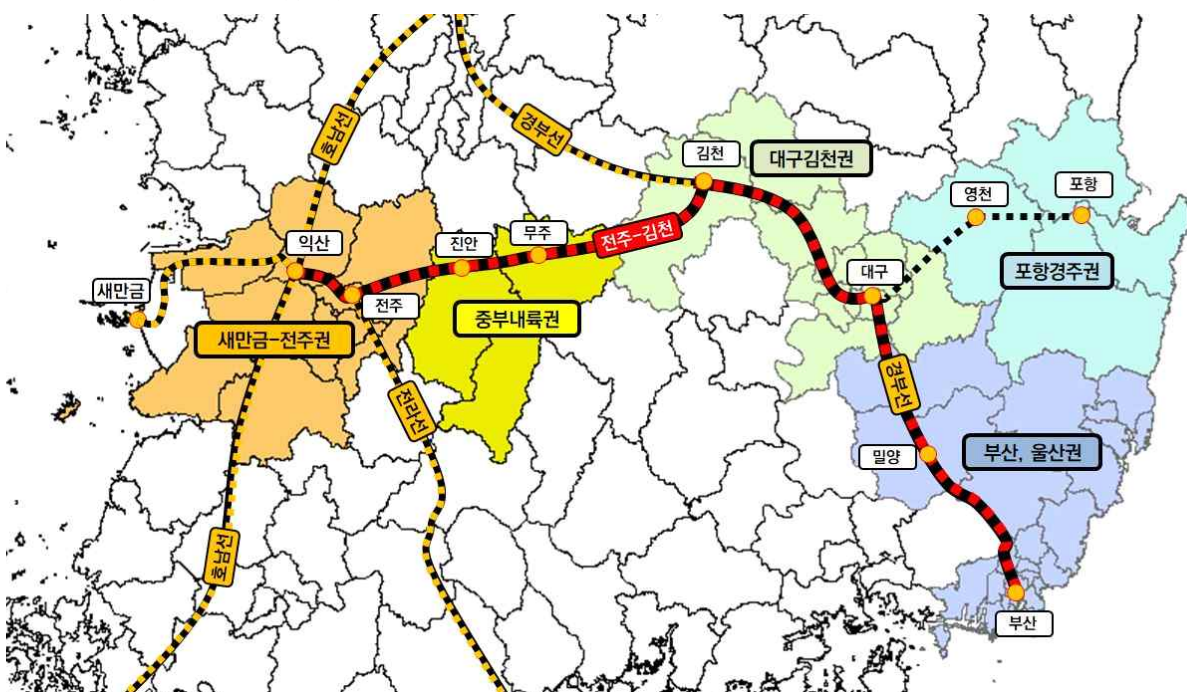 호남선
경부선
김천
대구김천권
영천
포항
익산
진안
무주
전주-김천
새만금
전주
대구
포항경주권
새만금-전주권
중부내륙권
전라선
경부선
밀양
부산, 울산권
호남선
부산